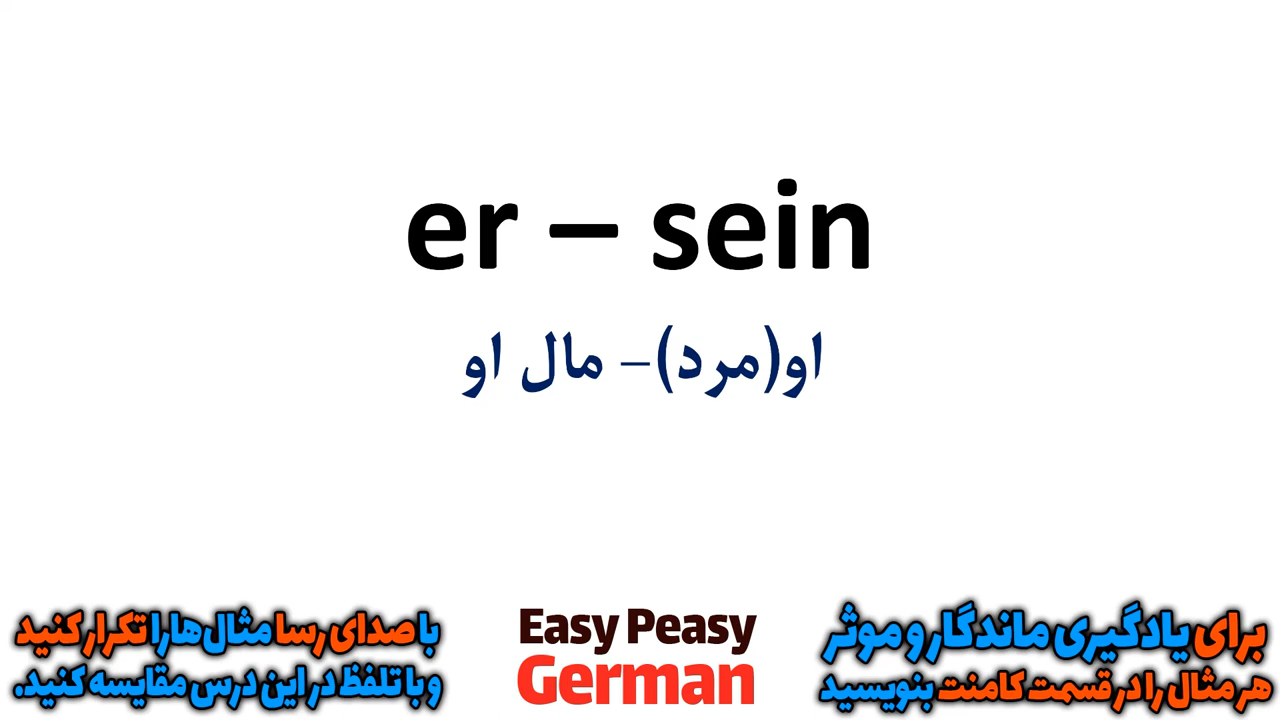 er – sein
او(مرد)– مال او
برای یادگیری ماندگار و موثر
هر مثال را در قسمت کامنت بنویسید
Easy Peasy
German
با صدای رسا مثال‌ها را تکرار کنید
و با تلفظ در این درس مقایسه کنید.